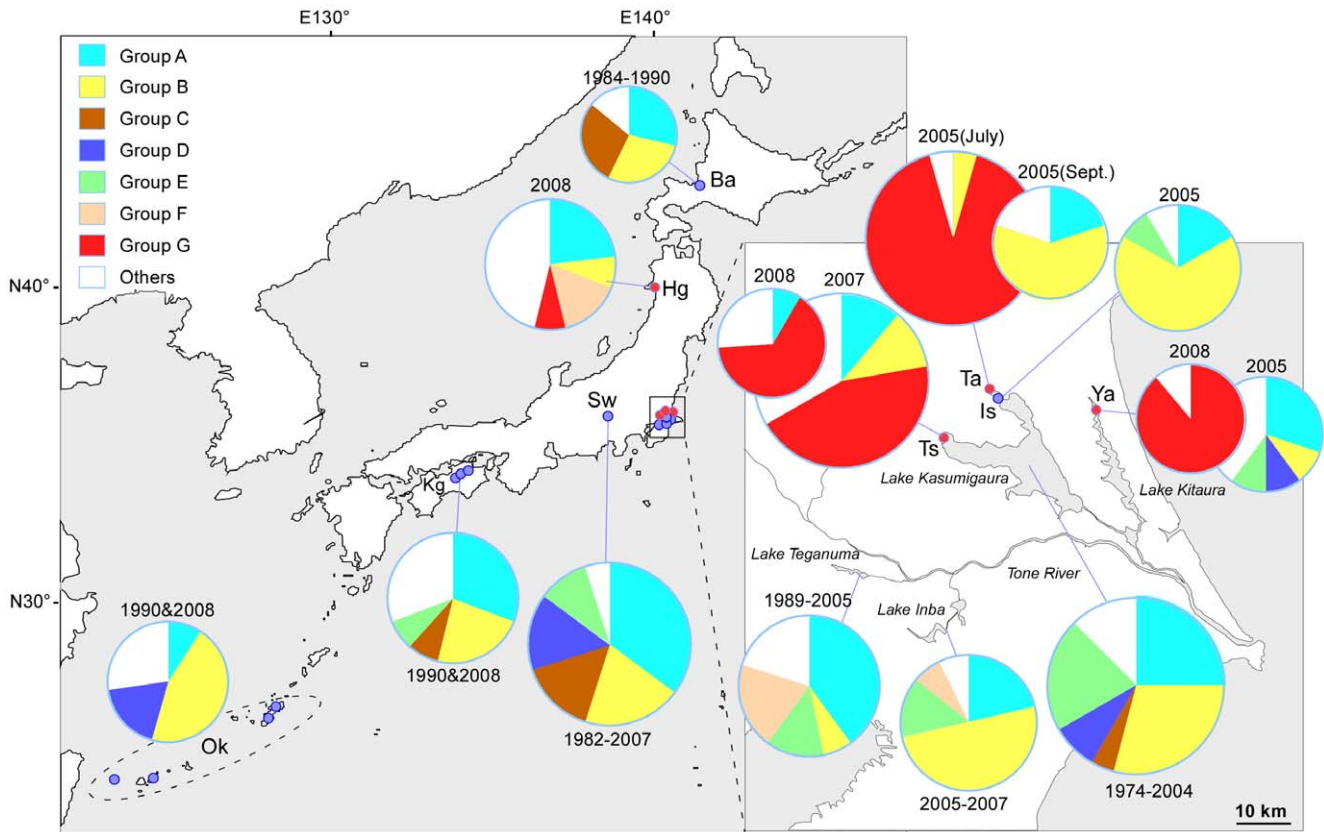 E130° E140°
Group A
Group B
Group C
Group D
Group E
Group F
Group G
Others
N40°
N30°
1984-1990
Ba
2008
Hg
Sw
Kg
1990&2008
1982-2007
1990&2008
Ok
2005(July)
2005(Sept.)
2005
2008
2007
2008
2005
Ta
Is
Ya
Ts
Lake Kasumigaura
Lake Kitaura
Lake Teganuma
Tone River
Lake Inba
1989-2005
2005-2007
1974-2004
10 km